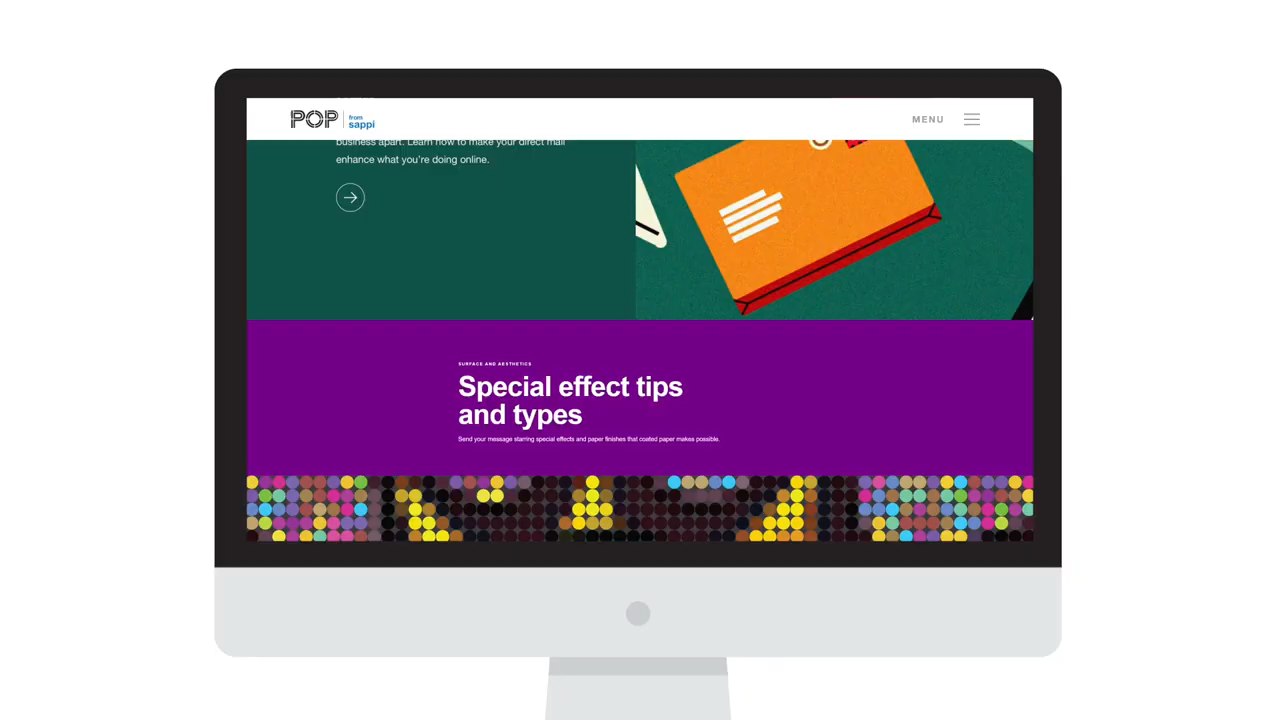 POP from sappi
MENU
business apart. Learn how to make your direct mail
enhance what you're doing online.
SURFACE AND AESTHETICS
Special effect tips
and types
Send your message starring special effects and paper finishes that coated paper makes possible.